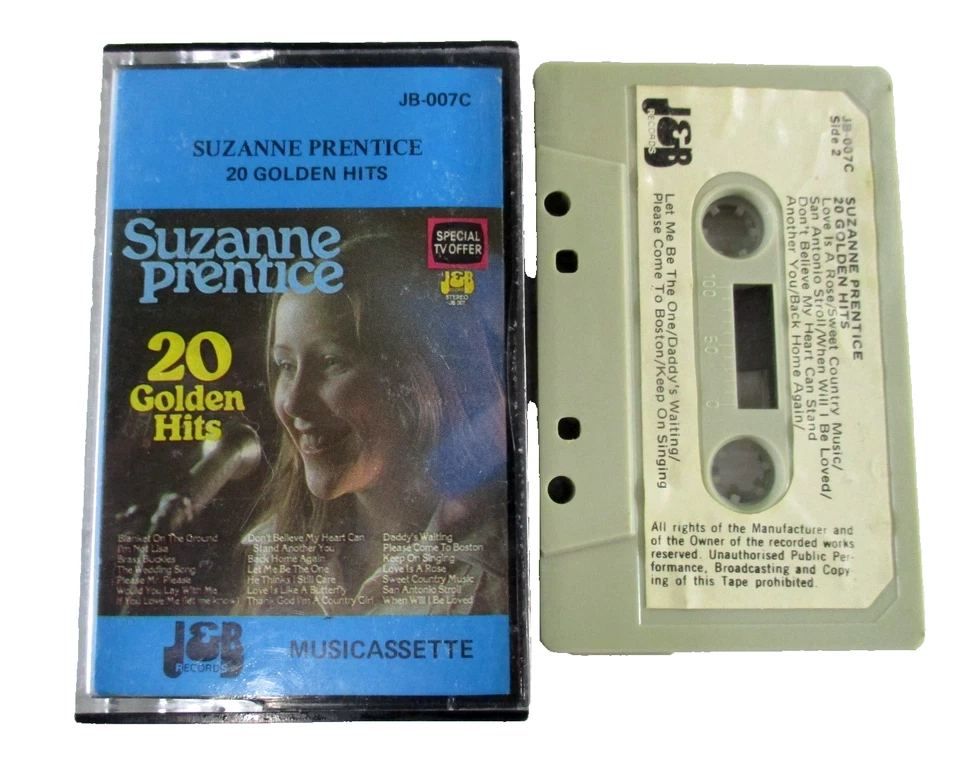 JB-007C
SUZANNE PRENTICE
20 GOLDEN HITS
Suzanne
prentice
SPECIAL
TV OFFER
J&B
STEREO
JB 007
20
Golden
Hits
Blanket On The Ground
I'm Not Lisa
Brass Buckles
The Wedding Song
Please Mr. Please
Would You Lay With Me
If You Love Me (let me know)
Don't Believe My Heart Can
Stand Another You
Back Home Again
Let Me Be The One
He Thinks I Still Care
Love Is Like A Butterfly
Thank God I'm A Country Girl
Daddy's Waiting
Please Come To Boston
Keep On Singing
Love Is A Rose
Sweet Country Music
San Antonio Stroll
When Will I Be Loved
J&B
RECORDS
MUSICASSETTE
J&B
RECORDS
JB-007C
Side 2
SUZANNE PRENTICE
20 GOLDEN HITS
Love Is A Rose/Sweet Country Music/
San Antonio Stroll/When Will I Be Loved/
Don't Believe My Heart Can Stand
Another You/Back Home Again/
Let Me Be The One/Daddy's Waiting/
Please Come To Boston/Keep On Singing
100 50 0
All rights of the Manufacturer and
of the Owner of the recorded works
reserved. Unauthorised Public Per-
formance, Broadcasting and Copy-
ing of this Tape prohibited.